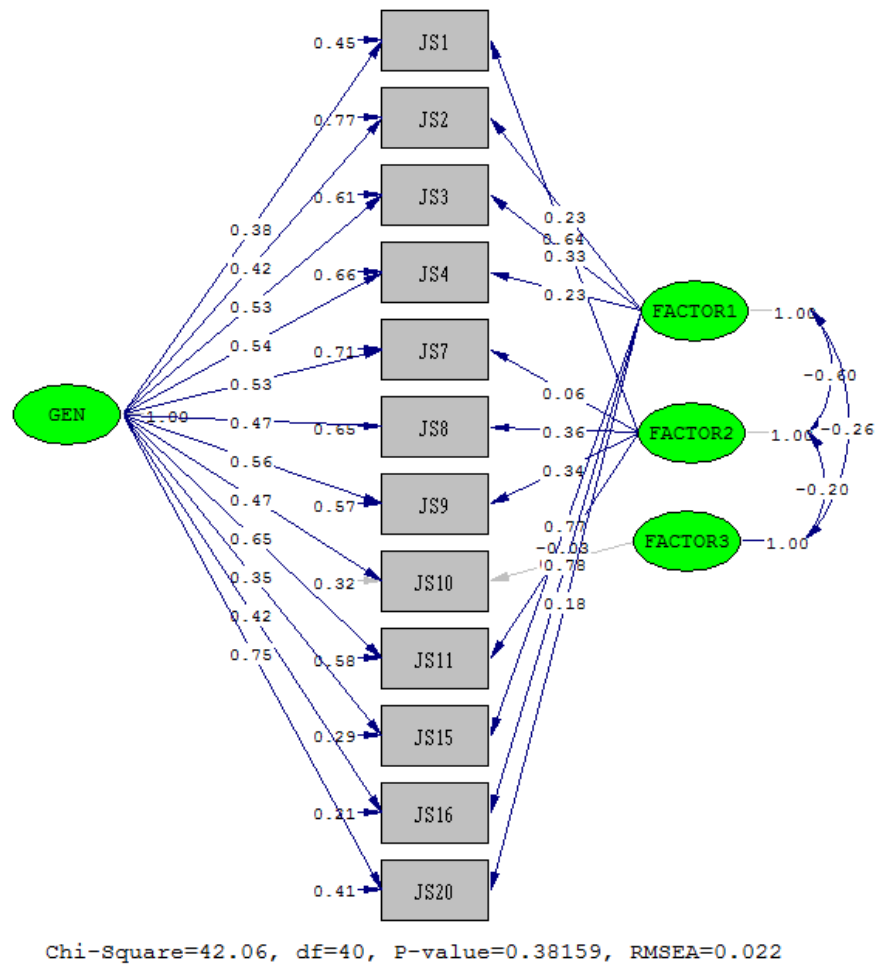 0.45
JS1
0.77
JS2
0.61
JS3
0.23
0.38
0.64
0.33
0.42
0.66
JS4
0.23
0.53
FACTOR1
1.00
0.54
0.71
JS7
0.53
-0.60
0.06
GEN
-1.00
0.47
0.65
JS8
0.36
FACTOR2
1.00
-0.26
0.56
0.34
-0.20
0.57
JS9
0.47
0.77
0.65
-0.03
FACTOR3
1.00
0.78
0.35
0.32
JS10
0.42
0.18
0.75
0.58
JS11
0.29
JS15
0.21
JS16
0.41
JS20
Chi-Square=42.06, df=40, P-value=0.38159, RMSEA=0.022